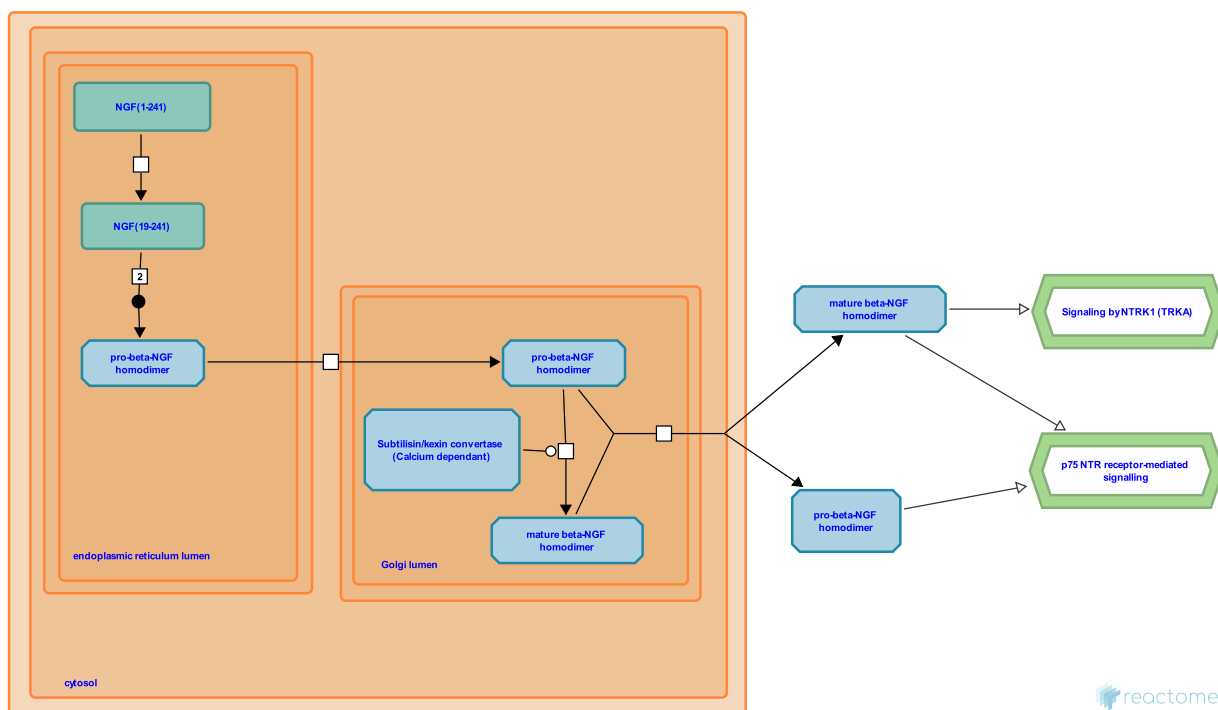 NGF(1-241)
NGF(19-241)
2
pro-beta-NGF
homodimer
endoplasmic reticulum lumen
pro-beta-NGF
homodimer
Subtilisin/kexin convertase
(Calcium dependant)
mature beta-NGF
homodimer
Golgi lumen
cytosol
mature beta-NGF
homodimer
pro-beta-NGF
homodimer
Signaling by NTRK1 (TRKA)
p75 NTR receptor-mediated
signalling
reactome